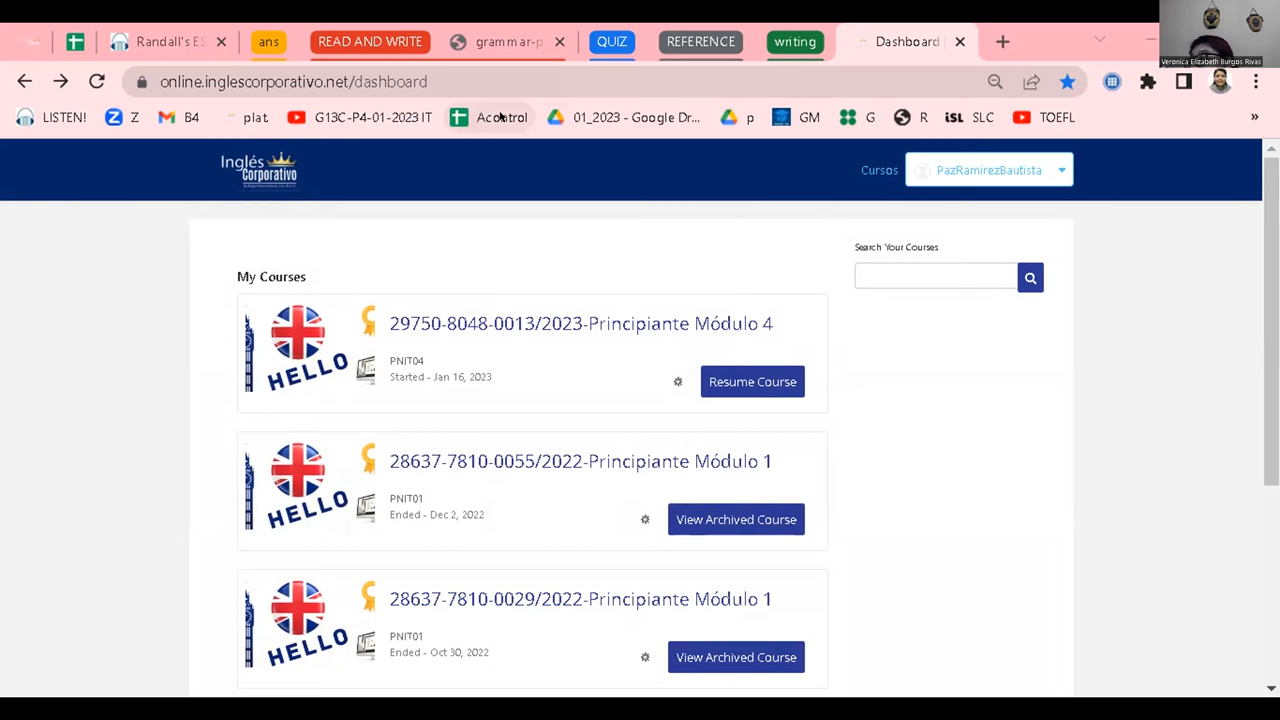 Veronica Elizabeth Burgos Rivas
Randall's ES
ans
READ AND WRITE
grammar-p
QUIZ
REFERENCE
writing
Dashboard
online.inglescorporativo.net/dashboard
LISTEN!
Z
B4
plat.
G13C-P4-01-2023 IT
Acontrol
01_2023 - Google Dr...
p
GM
G
R
iSL
SLC
TOEFL
Inglés
Corporativo
Cursos
PazRamirezBautista
Search Your Courses
My Courses
HELLO
29750-8048-0013/2023-Principiante Módulo 4
PNIT04
Started - Jan 16, 2023
Resume Course
HELLO
28637-7810-0055/2022-Principiante Módulo 1
PNIT01
Ended - Dec 2, 2022
View Archived Course
HELLO
28637-7810-0029/2022-Principiante Módulo 1
PNIT01
Ended - Oct 30, 2022
View Archived Course